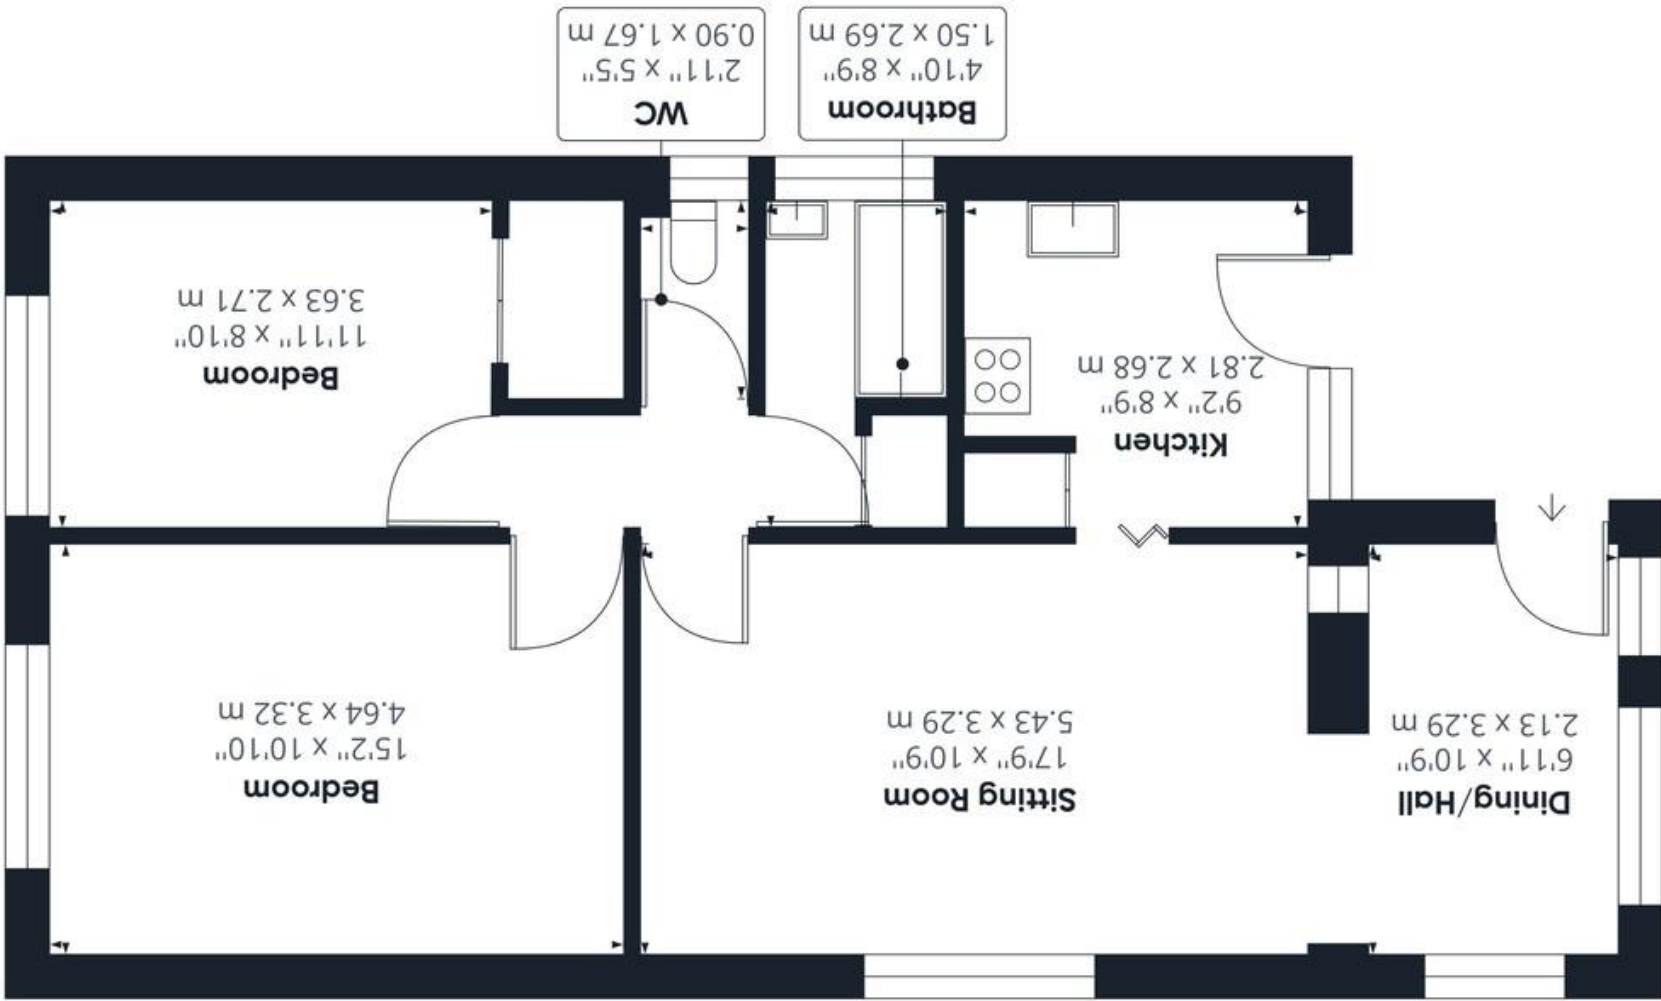 Dining/Hall
6'11" x 10'9"
2.13 x 3.29 m
Sitting Room
17'9" x 10'9"
5.43 x 3.29 m
Bedroom
15'2" x 10'10"
4.64 x 3.32 m
Kitchen
9'2" x 8'9"
2.81 x 2.68 m
Bedroom
11'11" x 8'10"
3.63 x 2.71 m
Bathroom
4'10" x 8'9"
1.50 x 2.69 m
WC
2'11" x 5'5"
0.90 x 1.67 m